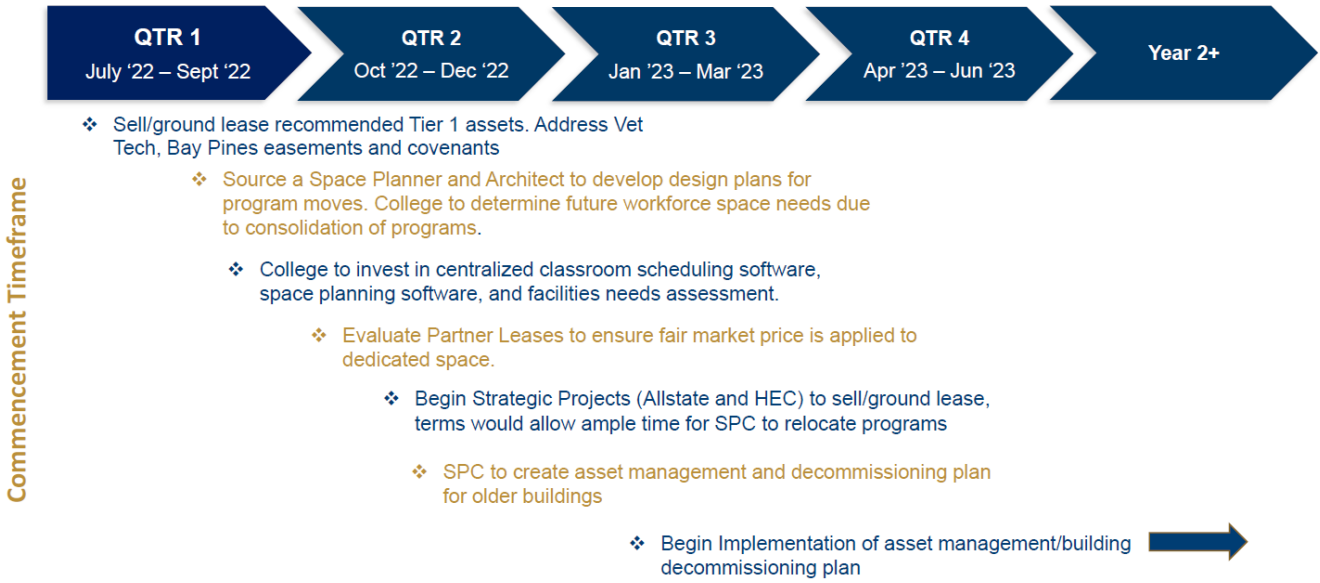 QTR 1
July ‘22 – Sept ‘22
QTR 2
Oct ’22 – Dec ‘22
QTR 3
Jan ’23 – Mar ‘23
QTR 4
Apr ’23 – Jun ‘23
Year 2+
Commencement Timeframe
❖ Sell/ground lease recommended Tier 1 assets. Address Vet
Tech, Bay Pines easements and covenants
❖ Source a Space Planner and Architect to develop design plans for
program moves. College to determine future workforce space needs due
to consolidation of programs.
❖ College to invest in centralized classroom scheduling software,
space planning software, and facilities needs assessment.
❖ Evaluate Partner Leases to ensure fair market price is applied to
dedicated space.
❖ Begin Strategic Projects (Allstate and HEC) to sell/ground lease,
terms would allow ample time for SPC to relocate programs
❖ SPC to create asset management and decommissioning plan
for older buildings
❖ Begin Implementation of asset management/building
decommissioning plan